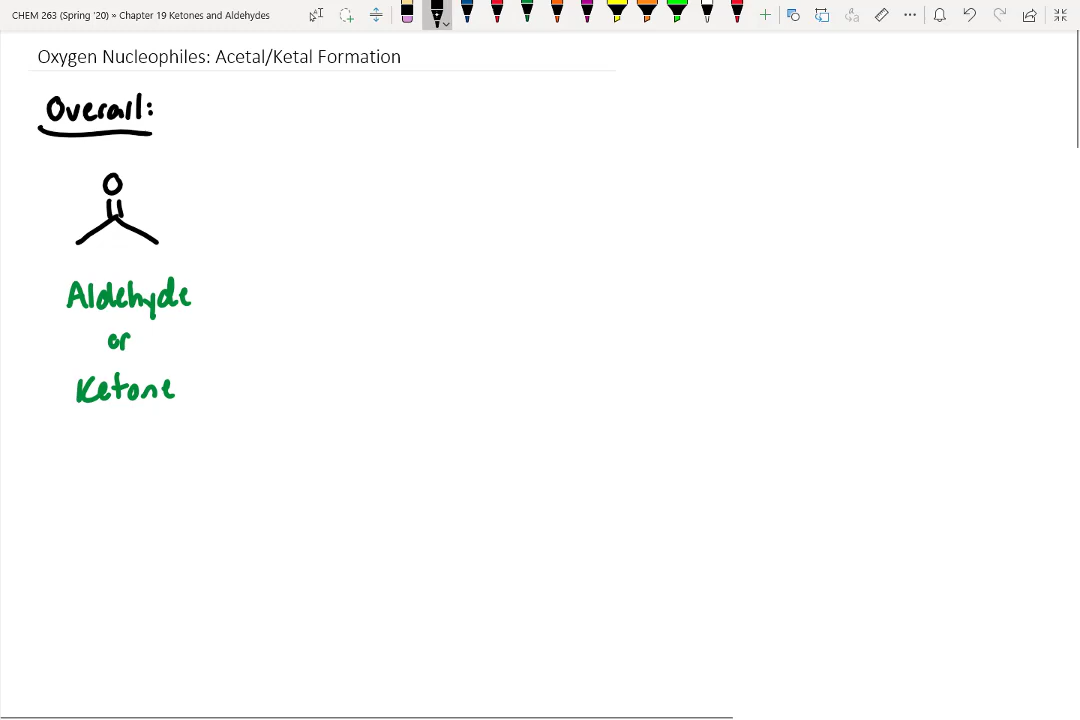 CHEM 263 (Spring '20) » Chapter 19 Ketones and Aldehydes
Oxygen Nucleophiles: Acetal/Ketal Formation
Overall:
O
Aldehyde
or
Ketone